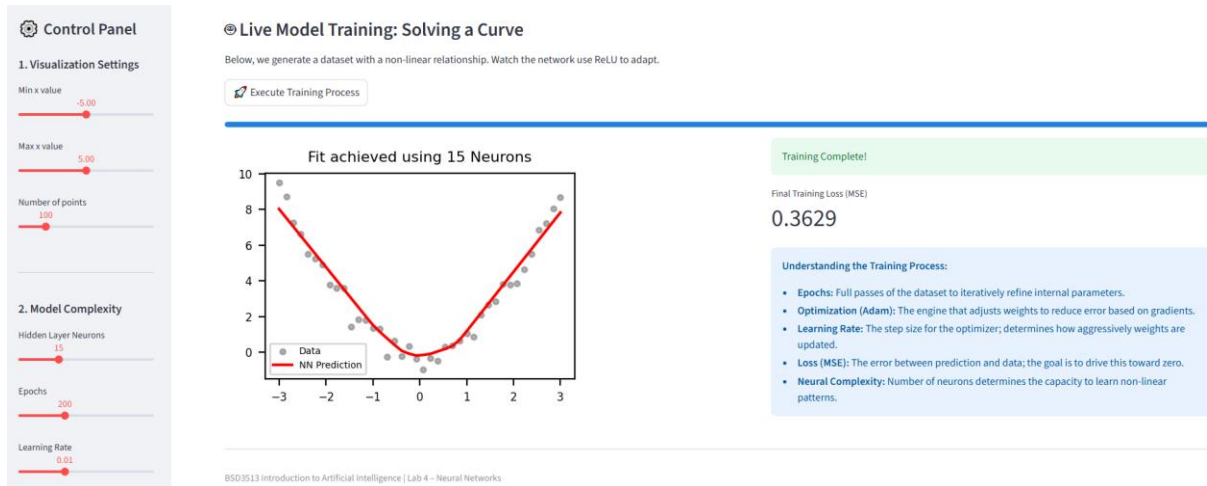 Control Panel
1. Visualization Settings
Min x value
-5.00
Max x value
5.00
Number of points
100
2. Model Complexity
Hidden Layer Neurons
15
Epochs
200
Learning Rate
0.01
Live Model Training: Solving a Curve
Below, we generate a dataset with a non-linear relationship. Watch the network use ReLU to adapt.
Execute Training Process
Fit achieved using 15 Neurons
10
8
6
4
2
0
Data
NN Prediction
−3 −2 −1 0 1 2 3
Training Complete!
Final Training Loss (MSE)
0.3629
Understanding the Training Process:
• Epochs: Full passes of the dataset to iteratively refine internal parameters.
• Optimization (Adam): The engine that adjusts weights to reduce error based on gradients.
• Learning Rate: The step size for the optimizer; determines how aggressively weights are
updated.
• Loss (MSE): The error between prediction and data; the goal is to drive this toward zero.
• Neural Complexity: Number of neurons determines the capacity to learn non-linear
patterns.
BSD3513 Introduction to Artificial Intelligence | Lab 4 – Neural Networks